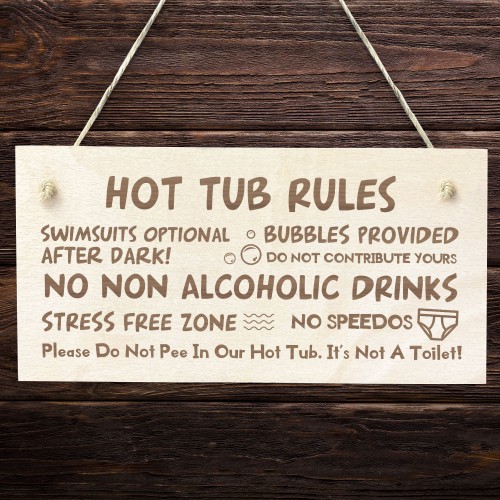 HOT TUB RULES
SWIMSUITS OPTIONAL
AFTER DARK!
BUBBLES PROVIDED
DO NOT CONTRIBUTE YOURS
NO NON ALCOHOLIC DRINKS
STRESS FREE ZONE
NO SPEEDOS
Please Do Not Pee In Our Hot Tub. It's Not A Toilet!